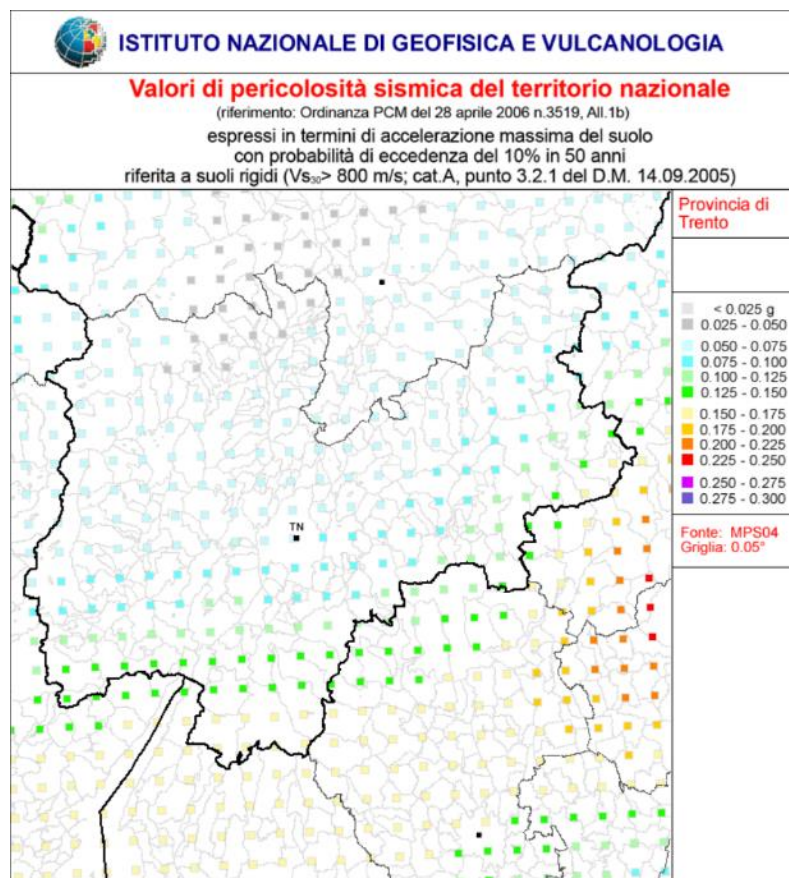 ISTITUTO NAZIONALE DI GEOFISICA E VULCANOLOGIA
Valori di pericolosità sismica del territorio nazionale
(riferimento: Ordinanza PCM del 28 aprile 2006 n.3519, All.1b)
espressi in termini di accelerazione massima del suolo
con probabilità di eccedenza del 10% in 50 anni
riferita a suoli rigidi (Vs₃₀> 800 m/s; cat.A, punto 3.2.1 del D.M. 14.09.2005)
Provincia di
Trento
< 0.025 g
0.025 - 0.050
0.050 - 0.075
0.075 - 0.100
0.100 - 0.125
0.125 - 0.150
0.150 - 0.175
0.175 - 0.200
0.200 - 0.225
0.225 - 0.250
0.250 - 0.275
0.275 - 0.300
Fonte: MPS04
Griglia: 0.05°
TN